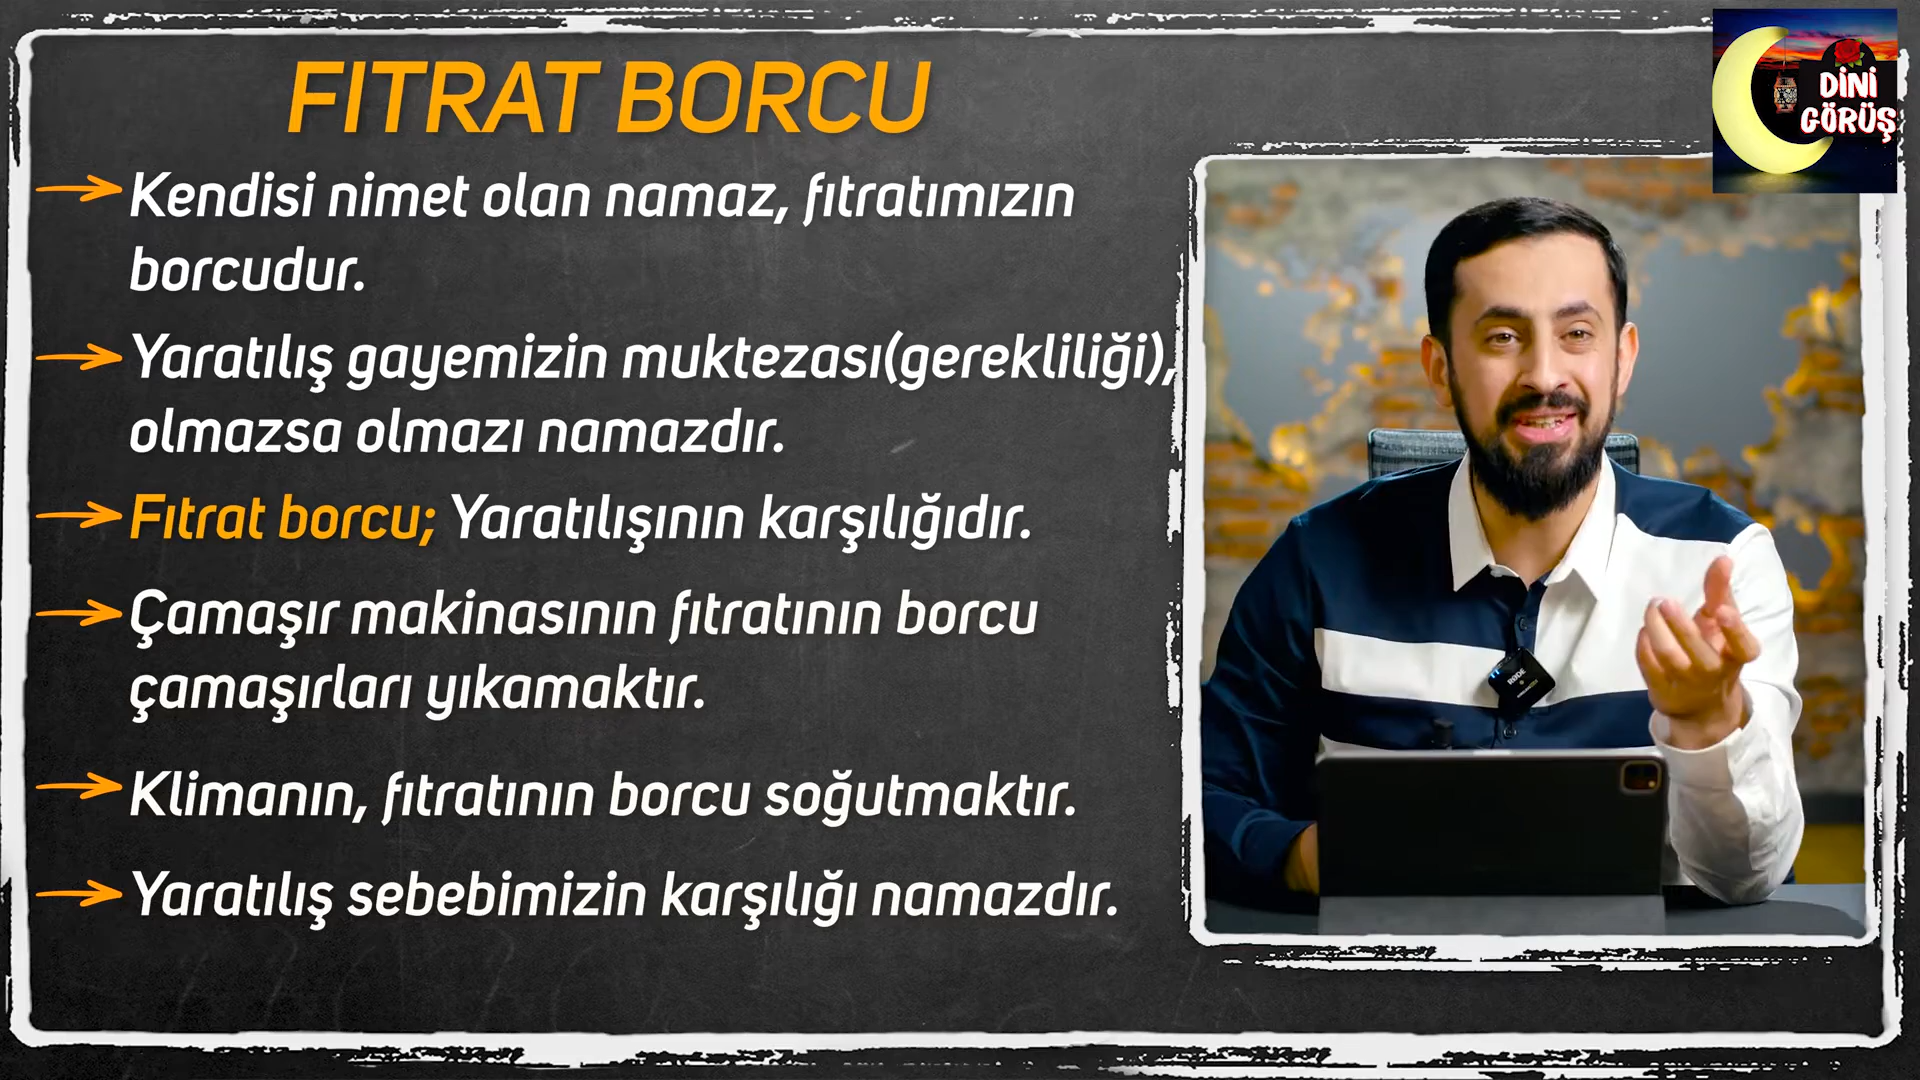 FITRAT BORCU
Kendisi nimet olan namaz, fıtratımızın
borcudur.
Yaratılış gayemizin muktezası(gerekliliği),
olmazsa olmazı namazdır.
Fıtrat borcu; Yaratılışının karşılığıdır.
Çamaşır makinasının fıtratının borcu
çamaşırları yıkamaktır.
Klimanın, fıtratının borcu soğutmaktır.
Yaratılış sebebimizin karşılığı namazdır.
DİNİ
GÖRÜŞ
RØDE